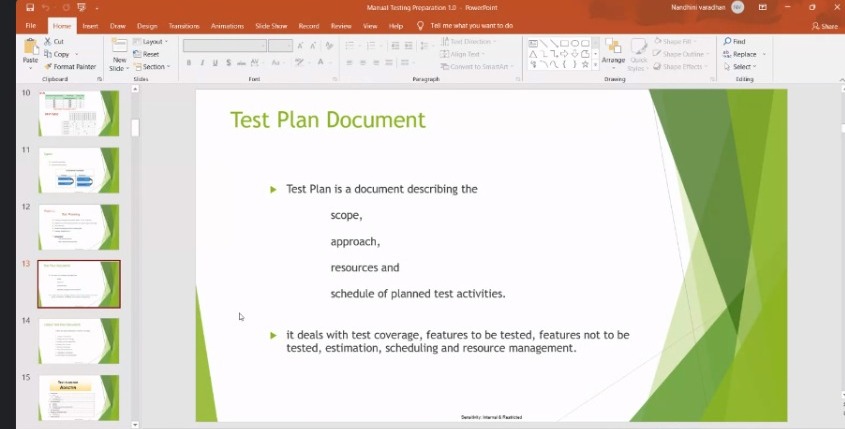 Manual Testing Preparation 1.0 - PowerPoint
Nandhini varadhan
File Home Insert Draw Design Transitions Animations Slide Show Record Review View Help Tell me what you want to do
Share
Cut
Copy
Format Painter
Paste
Clipboard
New
Slide
Layout
Reset
Section
Slides
Font
Text Direction
Align Text
Convert to SmartArt
Paragraph
Arrange
Quick
Styles
Shape Fill
Shape Outline
Shape Effects
Drawing
Find
Replace
Select
Editing
10
11
12
13
14
15
Test Plan Document
Test Plan is a document describing the
scope,
approach,
resources and
schedule of planned test activities.
it deals with test coverage, features to be tested, features not to be
tested, estimation, scheduling and resource management.
Sensitivity: Internal & Restricted